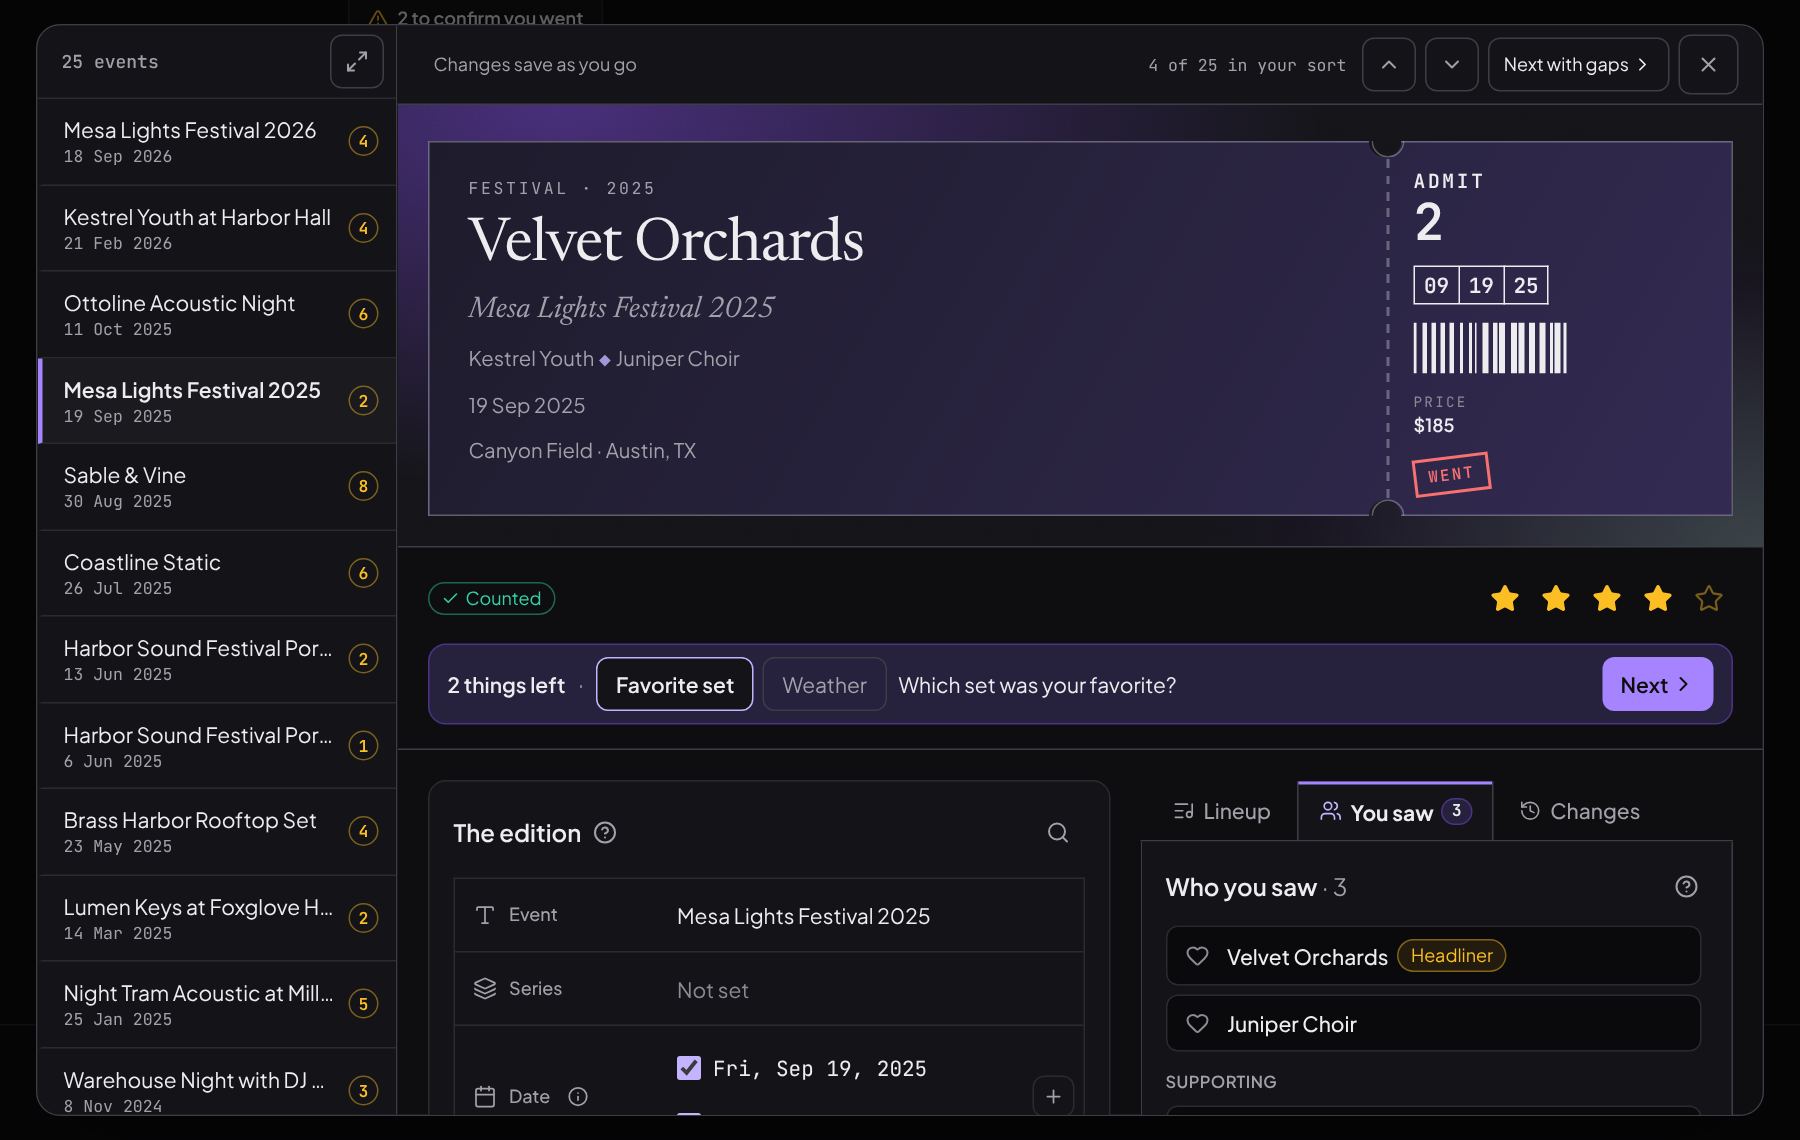 2 to confirm you went
25 events
Changes save as you go
4 of 25 in your sort
Next with gaps
Mesa Lights Festival 2026
18 Sep 2026
4
Kestrel Youth at Harbor Hall
21 Feb 2026
4
Ottoline Acoustic Night
11 Oct 2025
6
Mesa Lights Festival 2025
19 Sep 2025
2
Sable & Vine
30 Aug 2025
8
Coastline Static
26 Jul 2025
6
Harbor Sound Festival Por…
13 Jun 2025
2
Harbor Sound Festival Por…
6 Jun 2025
1
Brass Harbor Rooftop Set
23 May 2025
4
Lumen Keys at Foxglove H…
14 Mar 2025
2
Night Tram Acoustic at Mill…
25 Jan 2025
5
Warehouse Night with DJ …
8 Nov 2024
3
FESTIVAL · 2025
Velvet Orchards
Mesa Lights Festival 2025
Kestrel Youth ◆ Juniper Choir
19 Sep 2025
Canyon Field · Austin, TX
ADMIT
2
09 19 25
PRICE
$185
WENT
Counted
2 things left · Favorite set Weather Which set was your favorite? Next
The edition
Event Mesa Lights Festival 2025
Series Not set
Date Fri, Sep 19, 2025
Lineup You saw 3 Changes
Who you saw · 3
Velvet Orchards Headliner
Juniper Choir
SUPPORTING